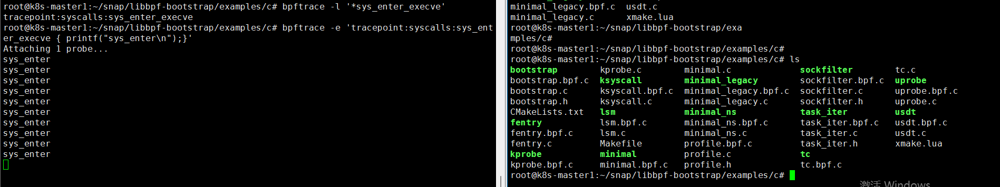 root@k8s-master1:~/snap/libbpf-bootstrap/examples/c# bpftrace -l '*sys_enter_execve'
tracepoint:syscalls:sys_enter_execve
root@k8s-master1:~/snap/libbpf-bootstrap/examples/c# bpftrace -e 'tracepoint:syscalls:sys_ent
er_execve { printf("sys_enter\n");}'
Attaching 1 probe...
sys_enter
sys_enter
sys_enter
sys_enter
sys_enter
sys_enter
sys_enter
sys_enter
sys_enter
sys_enter
minimal_legacy.bpf.c  usdt.c
minimal_legacy.c      xmake.lua
root@k8s-master1:~/snap/libbpf-bootstrap/exa
mples/c#
root@k8s-master1:~/snap/libbpf-bootstrap/examples/c#
root@k8s-master1:~/snap/libbpf-bootstrap/examples/c# ls
bootstrap        kprobe.c        minimal.c             sockfilter        tc.c
bootstrap.bpf.c  ksyscall        minimal_legacy        sockfilter.bpf.c  uprobe
bootstrap.c      ksyscall.bpf.c  minimal_legacy.bpf.c  sockfilter.c      uprobe.bpf.c
bootstrap.h      ksyscall.c      minimal_legacy.c      sockfilter.h      uprobe.c
CMakeLists.txt   lsm             minimal_ns            task_iter         usdt
fentry           lsm.bpf.c       minimal_ns.bpf.c      task_iter.bpf.c   usdt.bpf.c
fentry.bpf.c     lsm.c           minimal_ns.c          task_iter.c       usdt.c
fentry.c         Makefile        profile.bpf.c         task_iter.h       xmake.lua
kprobe           minimal         profile.c             tc
kprobe.bpf.c     minimal.bpf.c   profile.h             tc.bpf.c
root@k8s-master1:~/snap/libbpf-bootstrap/examples/c#
激活 Windows